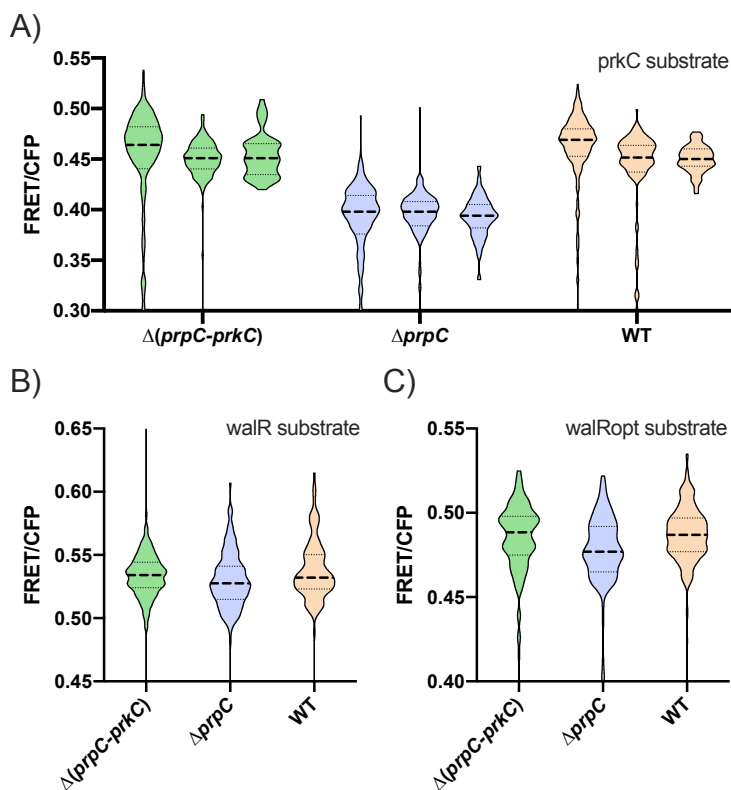 A)
prkC substrate
FRET/CFP
0.55
0.50
0.45
0.40
0.35
0.30
Δ(prpC-prkC)
ΔprpC
WT
B)
walR substrate
FRET/CFP
0.65
0.60
0.55
0.50
0.45
Δ(prpC-prkC)
ΔprpC
WT
C)
walRopt substrate
FRET/CFP
0.55
0.50
0.45
0.40
Δ(prpC-prkC)
ΔprpC
WT